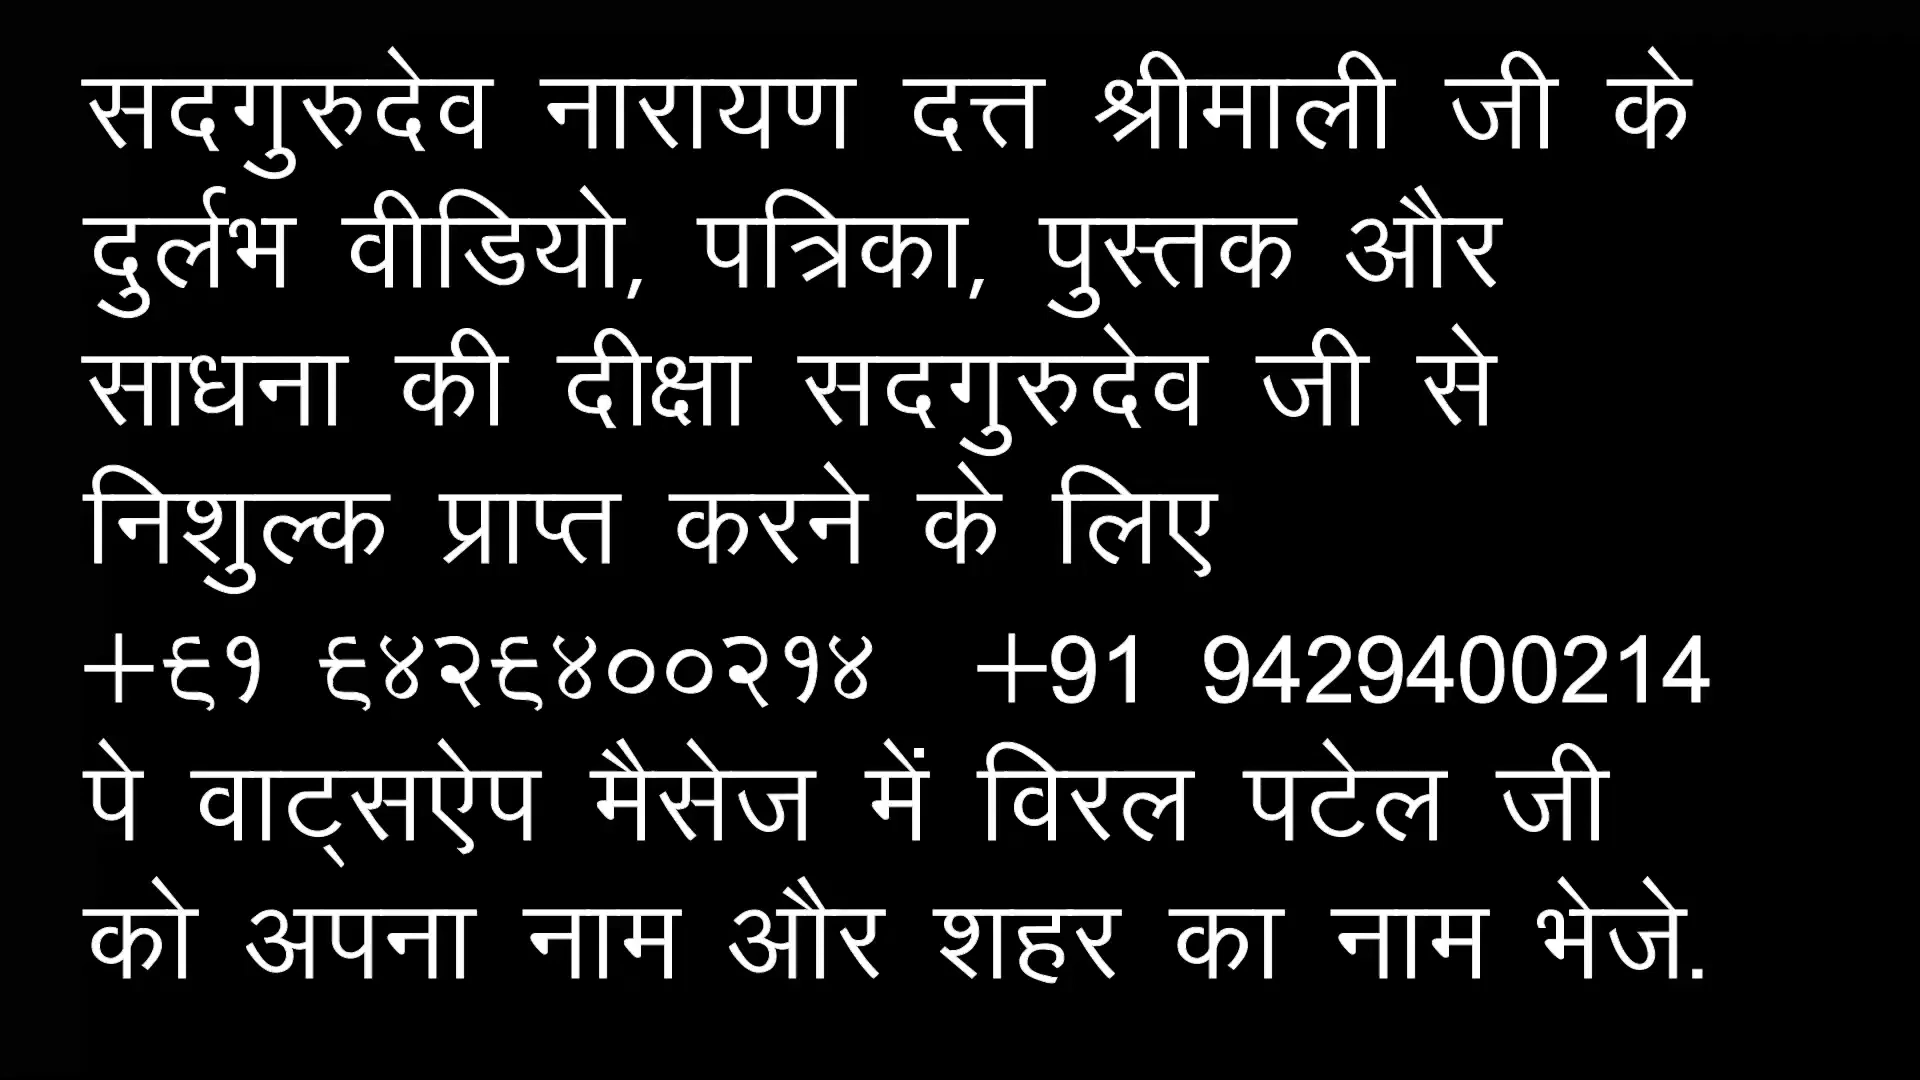 सदगुरुदेव नारायण दत्त श्रीमाली जी के
दुर्लभ वीडियो, पत्रिका, पुस्तक और
साधना की दीक्षा सदगुरुदेव जी से
निशुल्क प्राप्त करने के लिए
+९१ ९४२९४००२१४ +91 9429400214
पे वाट्सऐप मैसेज में विरल पटेल जी
को अपना नाम और शहर का नाम भेजे.